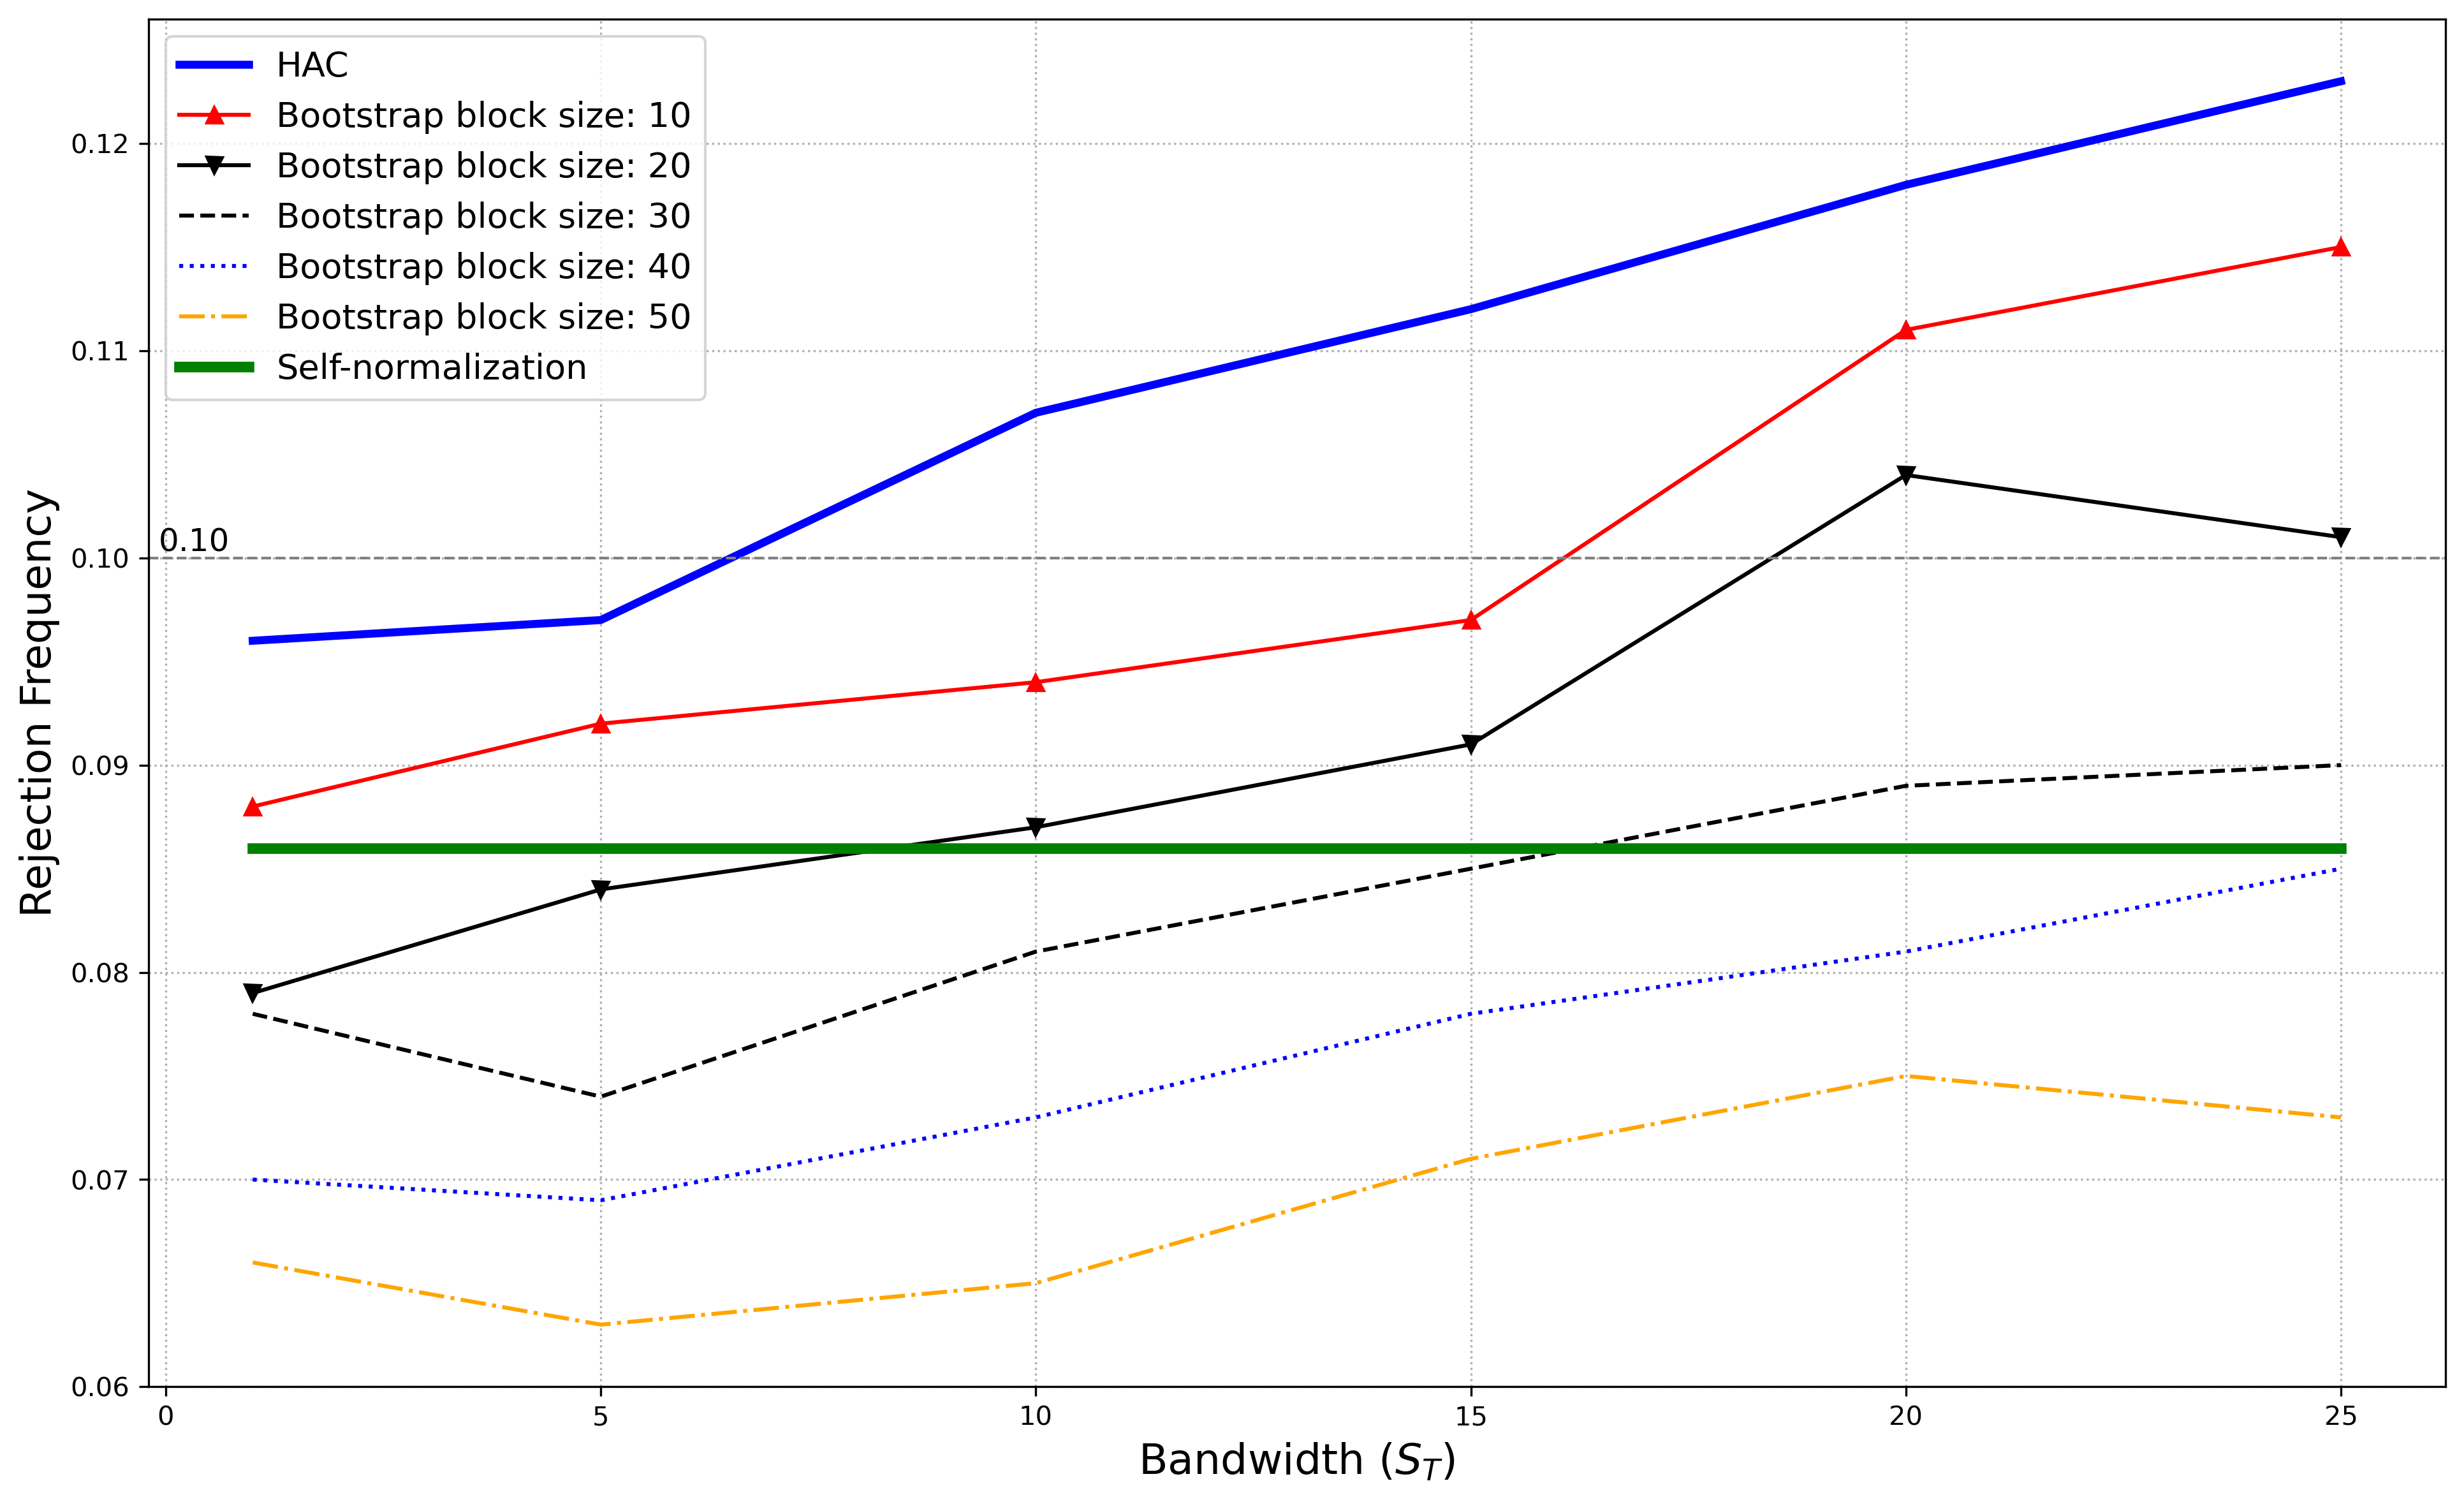 HAC
Bootstrap block size: 10
Bootstrap block size: 20
Bootstrap block size: 30
Bootstrap block size: 40
Bootstrap block size: 50
Self-normalization
0.12
0.11
0.10
0.10
0.09
0.08
0.07
0.06
Rejection Frequency
0 5 10 15 20 25
Bandwidth (S_T)